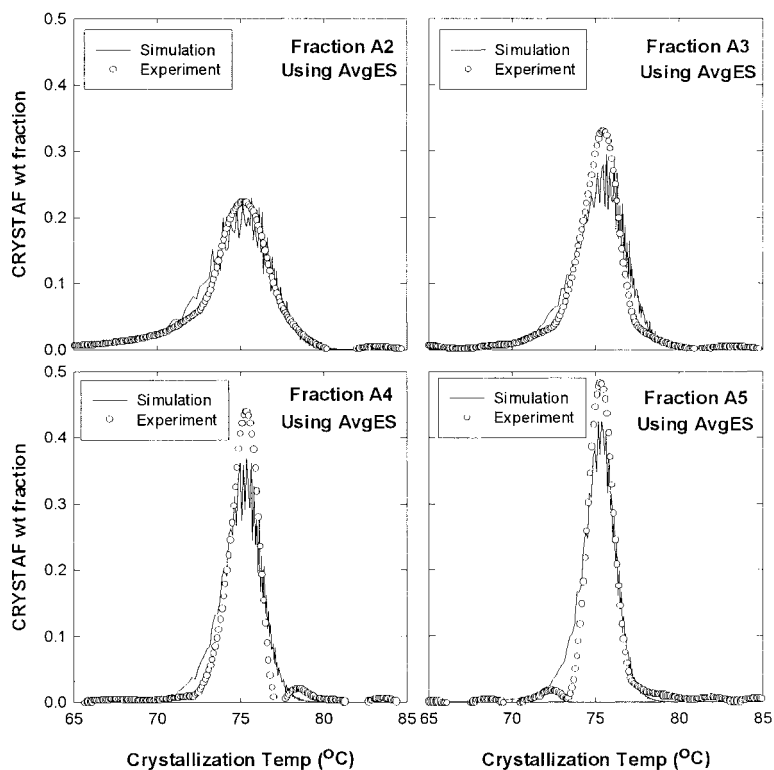 0.5
0.4
0.3
0.2
0.1
0.0
CRYSTAF wt fraction
Simulation
Experiment
Fraction A2
Using AvgES
Simulation
Experiment
Fraction A3
Using AvgES
0.5
0.4
0.3
0.2
0.1
0.0
CRYSTAF wt fraction
Simulation
Experiment
Fraction A4
Using AvgES
Simulation
Experiment
Fraction A5
Using AvgES
65 70 75 80 85
65 70 75 80 85
Crystallization Temp (°C)
Crystallization Temp (°C)